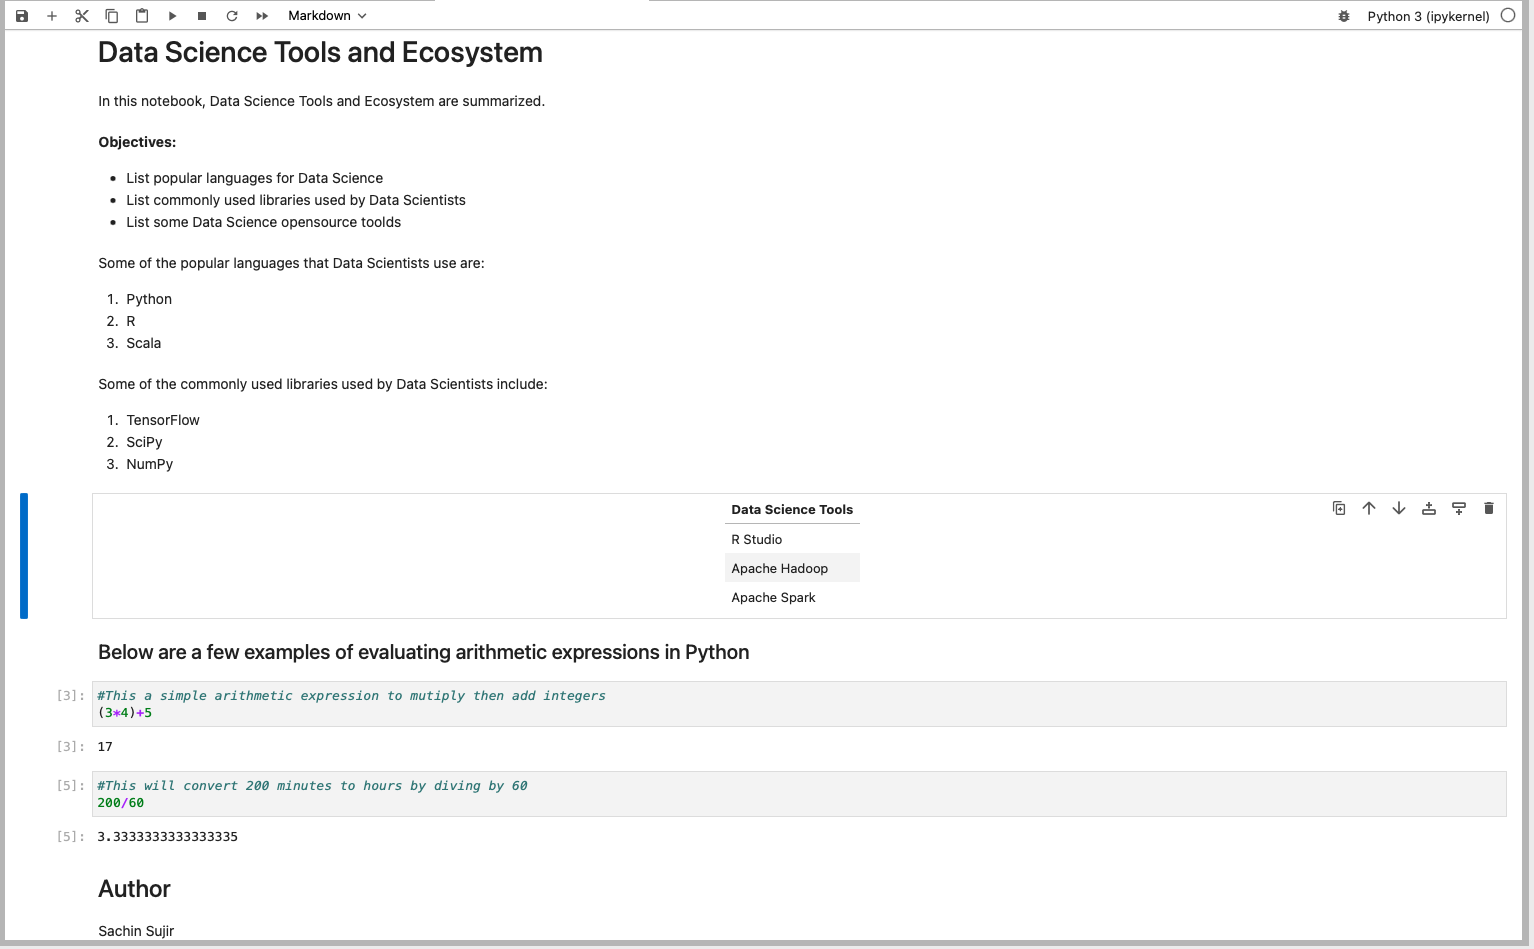 Markdown
Python 3 (ipykernel)
Data Science Tools and Ecosystem
In this notebook, Data Science Tools and Ecosystem are summarized.
Objectives:
• List popular languages for Data Science
• List commonly used libraries used by Data Scientists
• List some Data Science opensource toolds
Some of the popular languages that Data Scientists use are:
1. Python
2. R
3. Scala
Some of the commonly used libraries used by Data Scientists include:
1. TensorFlow
2. SciPy
3. NumPy
Data Science Tools
R Studio
Apache Hadoop
Apache Spark
Below are a few examples of evaluating arithmetic expressions in Python
[3]: #This a simple arithmetic expression to mutiply then add integers
(3*4)+5
[3]: 17
[5]: #This will convert 200 minutes to hours by diving by 60
200/60
[5]: 3.3333333333333335
Author
Sachin Sujir